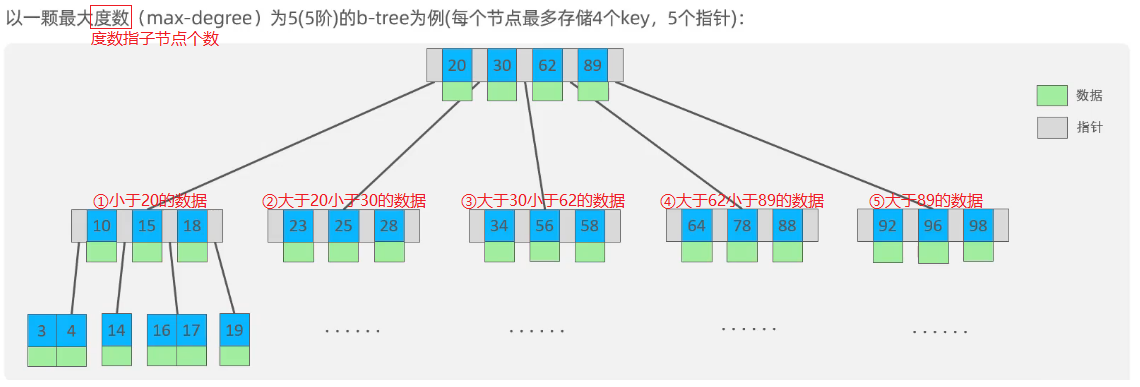 以一颗最大度数（max-degree）为5(5阶)的b-tree为例(每个节点最多存储4个key，5个指针)：
度数指子节点个数
20 30 62 89
数据
指针
①小于20的数据 ②大于20小于30的数据 ③大于30小于62的数据 ④大于62小于89的数据 ⑤大于89的数据
10 15 18 23 25 28 34 56 58 64 78 88 92 96 98
3 4 14 16 17 19 ...... ...... ...... ......